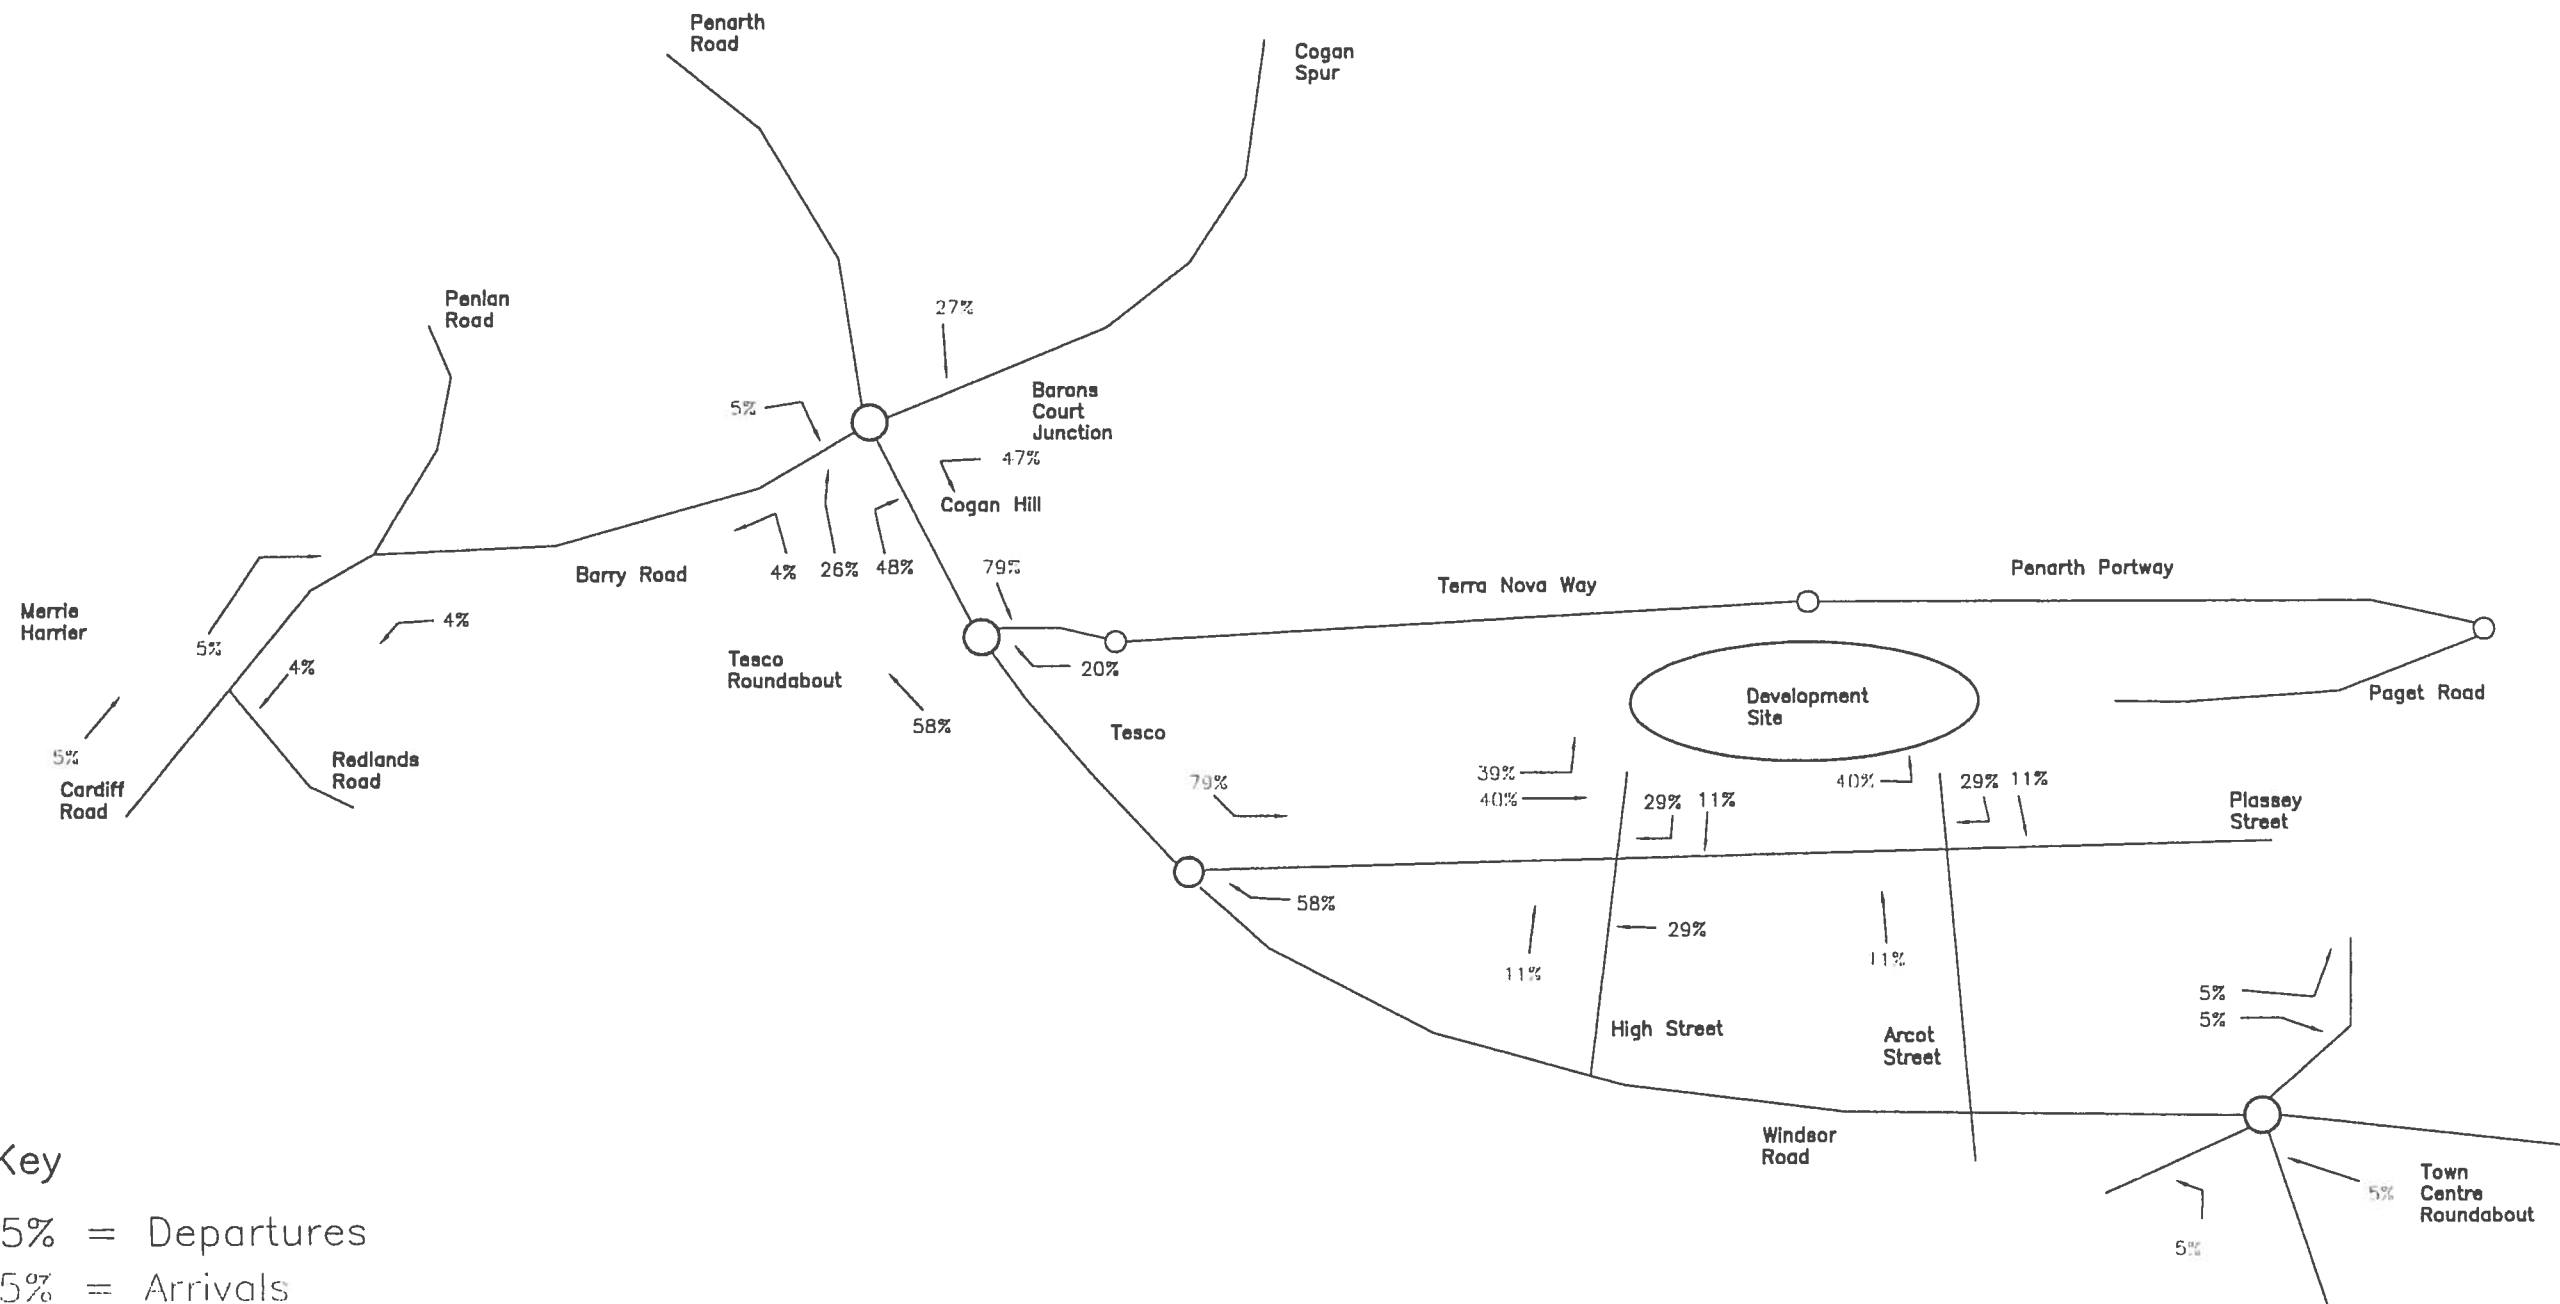 Penarth
Road
Cogan
Spur
Penlan
Road
27%
5%
Barons
Court
Junction
47%
Cogan Hill
Barry Road
4%
26%
48%
79%
Terra Nova Way
Penarth Portway
Merrie
Harrier
5%
4%
4%
Tesco
Roundabout
20%
58%
Development
Site
Paget Road
5%
Cardiff
Road
Redlands
Road
Tesco
79%
39%
40%
29% 11%
40%
29% 11%
Plassey
Street
58%
29%
11%
11%
High Street
Arcot
Street
5%
5%
Windsor
Road
Town
Centre
Roundabout
5%
5%
Key
5% = Departures
5% = Arrivals